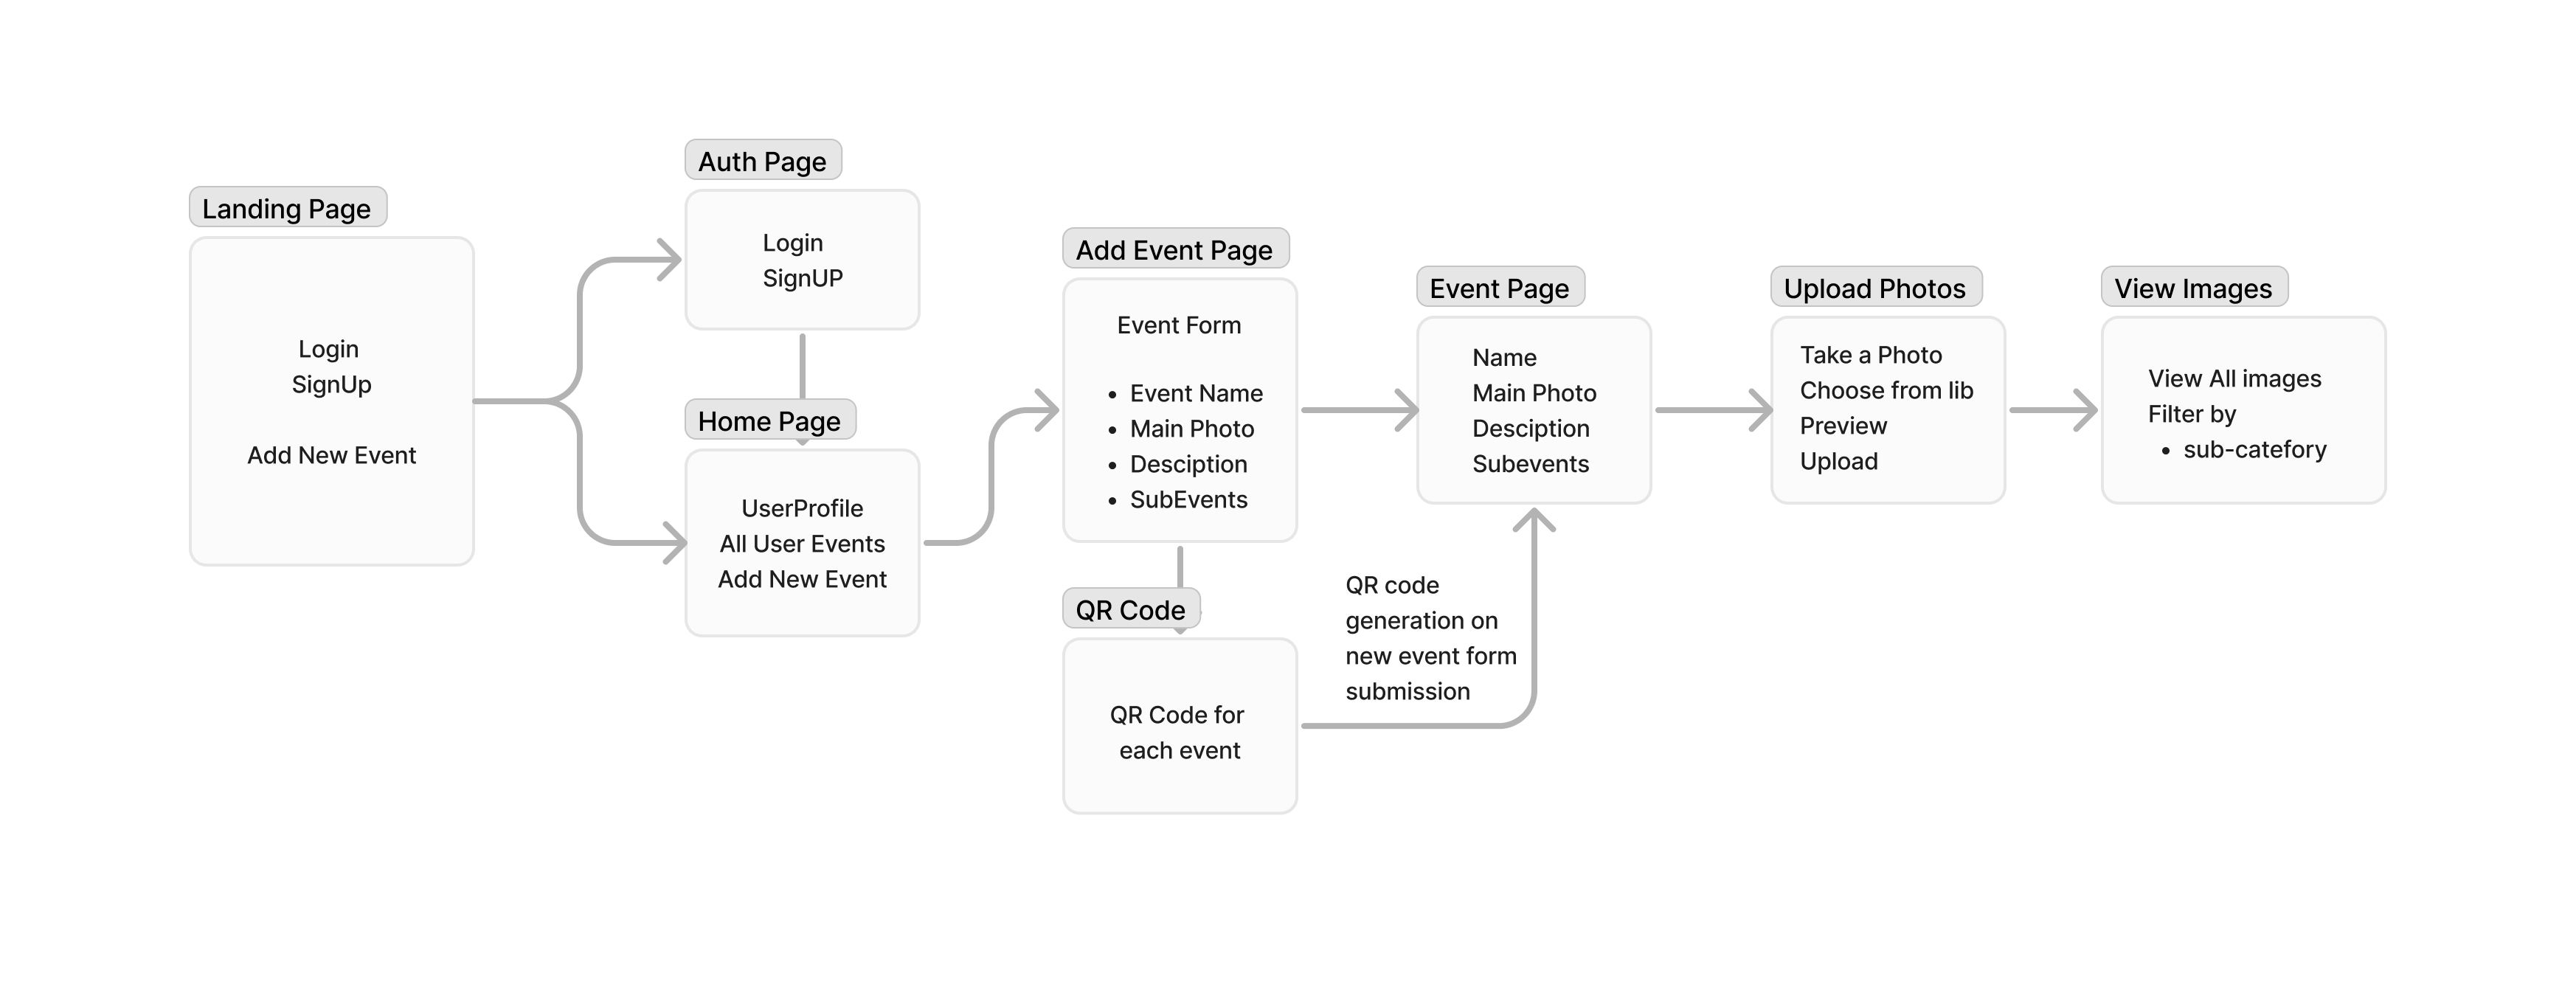 Landing Page
Login
SignUp
Add New Event
Auth Page
Login
SignUP
Home Page
UserProfile
All User Events
Add New Event
Add Event Page
Event Form
• Event Name
• Main Photo
• Desciption
• SubEvents
QR Code
QR Code for
each event
QR code
generation on
new event form
submission
Event Page
Name
Main Photo
Desciption
Subevents
Upload Photos
Take a Photo
Choose from lib
Preview
Upload
View Images
View All images
Filter by
• sub-catefory